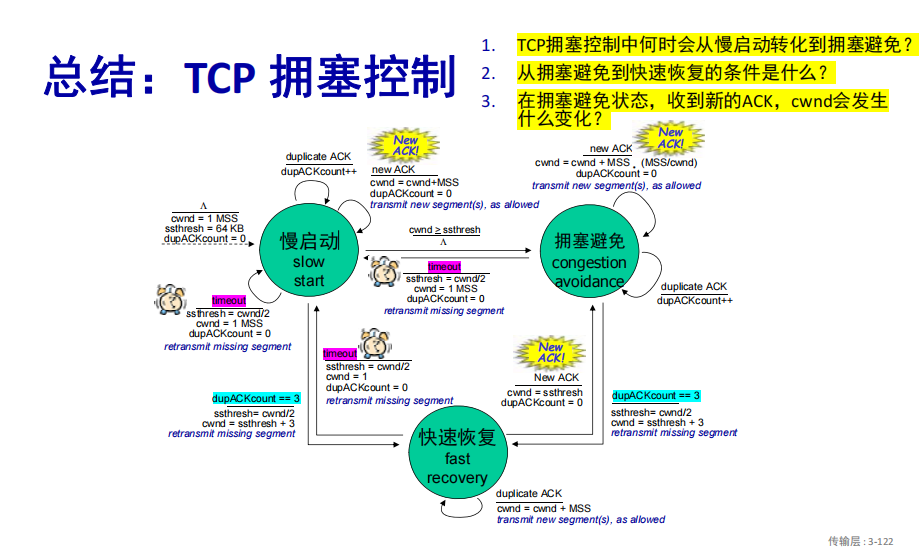 总结：TCP 拥塞控制
1. TCP拥塞控制中何时会从慢启动转化到拥塞避免？
2. 从拥塞避免到快速恢复的条件是什么？
3. 在拥塞避免状态，收到新的ACK，cwnd会发生
什么变化？
duplicate ACK
dupACKcount++
New
ACK!
new ACK
cwnd = cwnd+MSS
dupACKcount = 0
transmit new segment(s), as allowed
New
ACK!
new ACK
cwnd = cwnd + MSS . (MSS/cwnd)
dupACKcount = 0
transmit new segment(s), as allowed
Λ
cwnd = 1 MSS
ssthresh = 64 KB
dupACKcount = 0
慢启动
slow
start
cwnd ≥ ssthresh
Λ
拥塞避免
congestion
avoidance
timeout
ssthresh = cwnd/2
cwnd = 1 MSS
dupACKcount = 0
retransmit missing segment
duplicate ACK
dupACKcount++
timeout
ssthresh = cwnd/2
cwnd = 1 MSS
dupACKcount = 0
retransmit missing segment
timeout
ssthresh = cwnd/2
cwnd = 1
dupACKcount = 0
retransmit missing segment
New
ACK!
New ACK
cwnd = ssthresh
dupACKcount = 0
dupACKcount == 3
ssthresh= cwnd/2
cwnd = ssthresh + 3
retransmit missing segment
dupACKcount == 3
ssthresh= cwnd/2
cwnd = ssthresh + 3
retransmit missing segment
快速恢复
fast
recovery
duplicate ACK
cwnd = cwnd + MSS
transmit new segment(s), as allowed
传输层 : 3-122